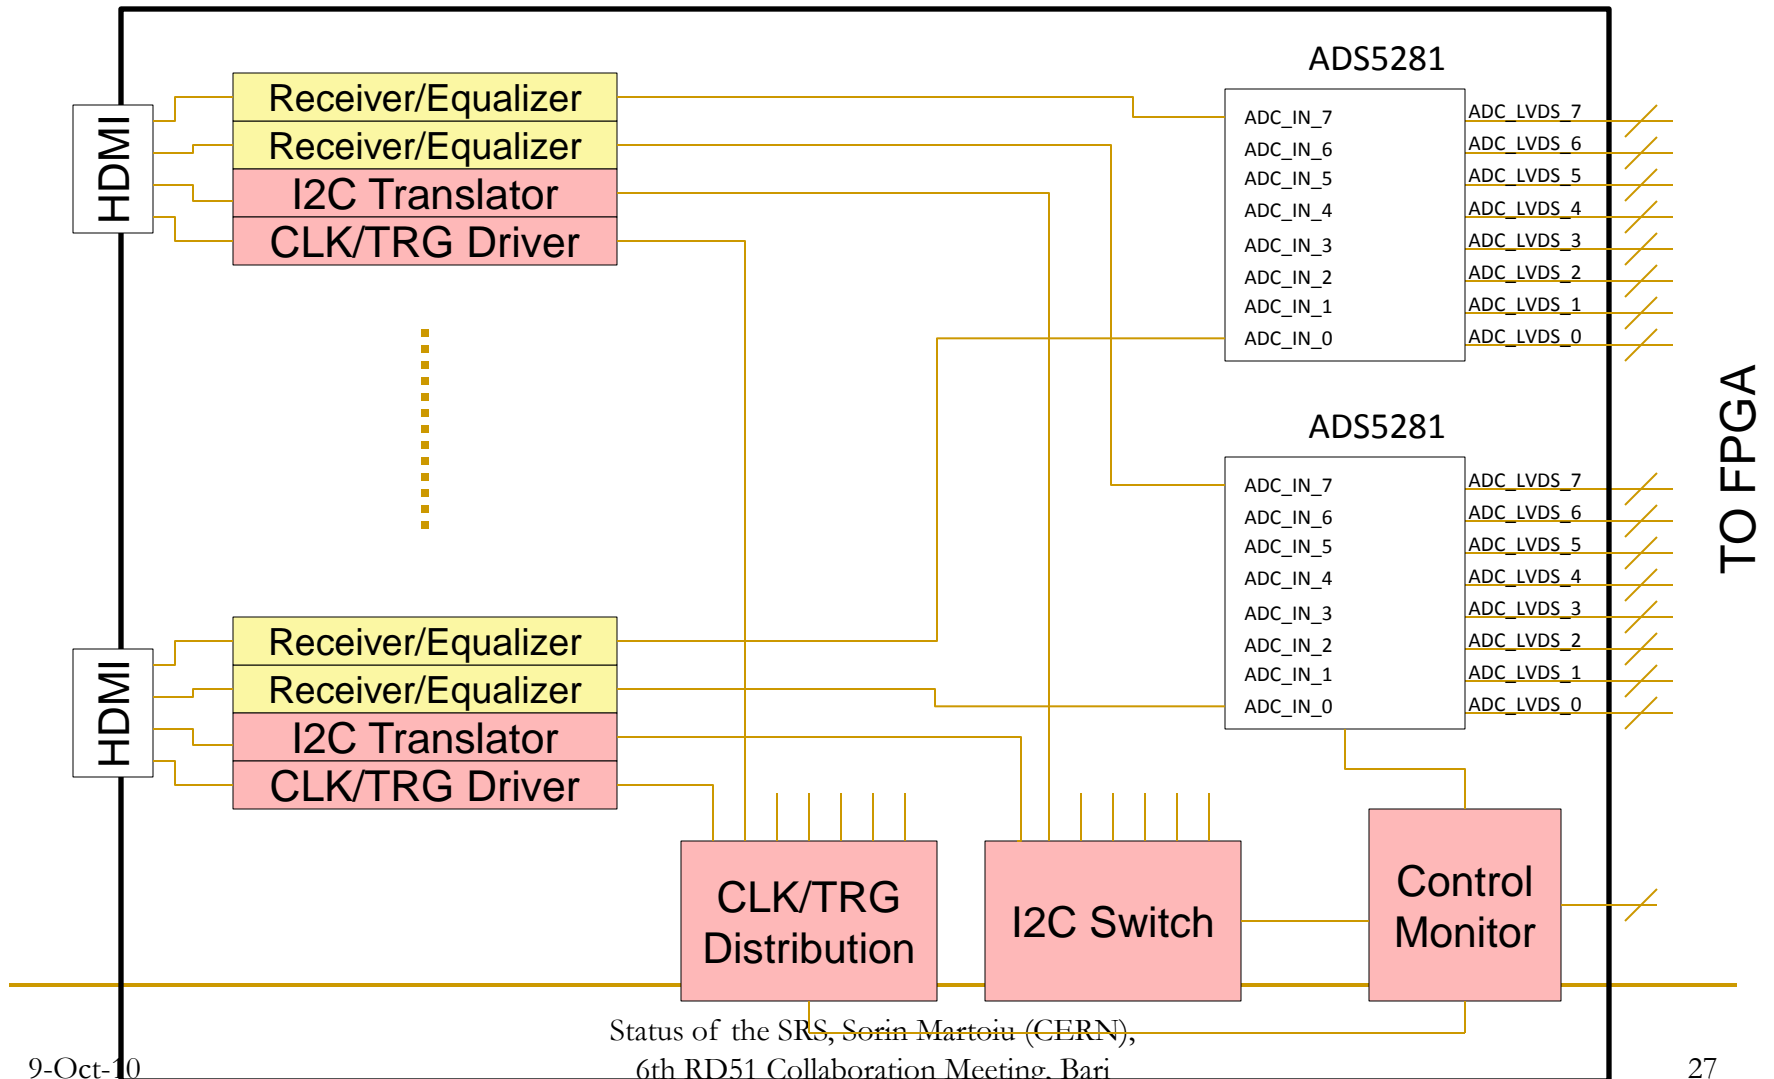 ADS5281
HDMI
Receiver/Equalizer
Receiver/Equalizer
I2C Translator
CLK/TRG Driver
ADC_IN_7
ADC_IN_6
ADC_IN_5
ADC_IN_4
ADC_IN_3
ADC_IN_2
ADC_IN_1
ADC_IN_0
ADC_LVDS_7
ADC_LVDS_6
ADC_LVDS_5
ADC_LVDS_4
ADC_LVDS_3
ADC_LVDS_2
ADC_LVDS_1
ADC_LVDS_0
TO FPGA
ADS5281
ADC_IN_7
ADC_IN_6
ADC_IN_5
ADC_IN_4
ADC_IN_3
ADC_IN_2
ADC_IN_1
ADC_IN_0
ADC_LVDS_7
ADC_LVDS_6
ADC_LVDS_5
ADC_LVDS_4
ADC_LVDS_3
ADC_LVDS_2
ADC_LVDS_1
ADC_LVDS_0
HDMI
Receiver/Equalizer
Receiver/Equalizer
I2C Translator
CLK/TRG Driver
CLK/TRG
Distribution
I2C Switch
Control
Monitor
Status of the SRS, Sorin Martoiu (CERN),
9-Oct-10
6th RD51 Collaboration Meeting, Bari
27